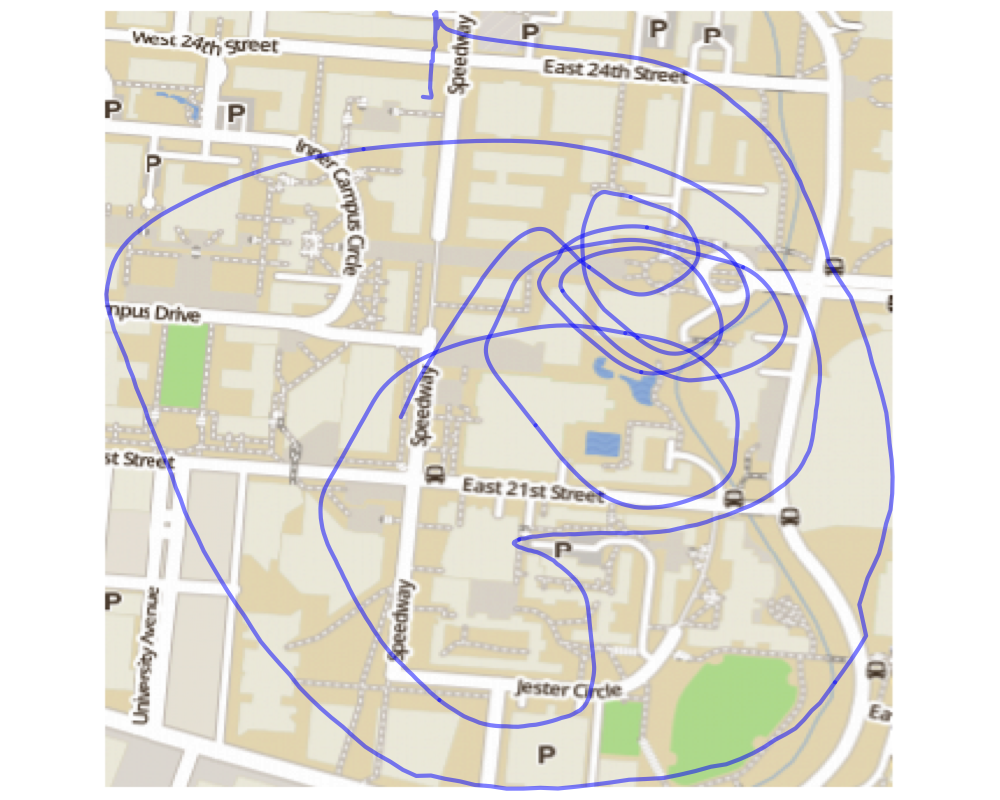 West 24th Street
Speedway
P
P
P
East 24th Street
P
P
P
Inner Campus Circle
mpus Drive
Speedway
st Street
East 21st Street
P
P
University Avenue
Speedway
Jester Circle
Ea
P